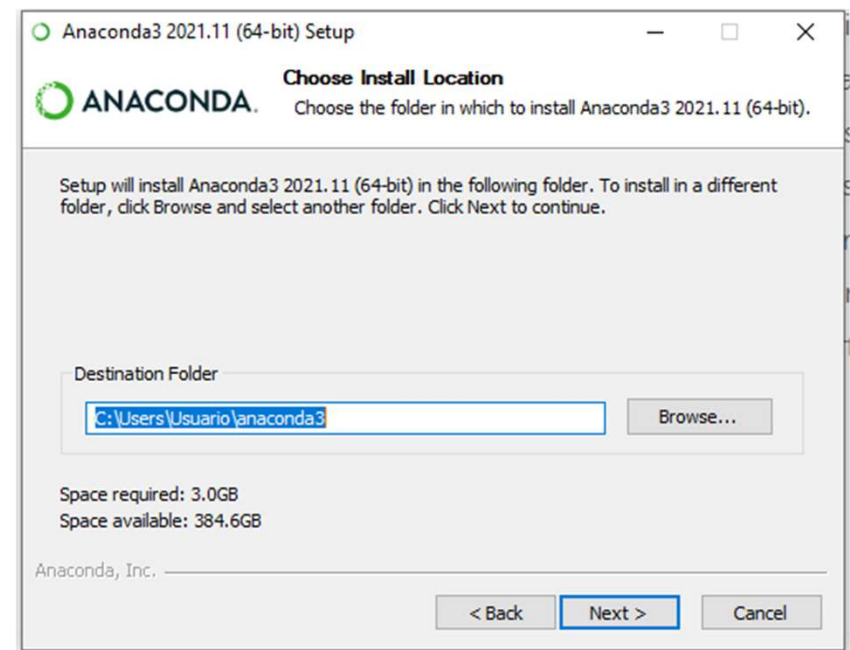 Anaconda3 2021.11 (64-bit) Setup
ANACONDA.
Choose Install Location
Choose the folder in which to install Anaconda3 2021.11 (64-bit).
Setup will install Anaconda3 2021.11 (64-bit) in the following folder. To install in a different
folder, click Browse and select another folder. Click Next to continue.
Destination Folder
C:\Users\Usuario\anaconda3
Browse...
Space required: 3.0GB
Space available: 384.6GB
Anaconda, Inc.
< Back
Next >
Cancel